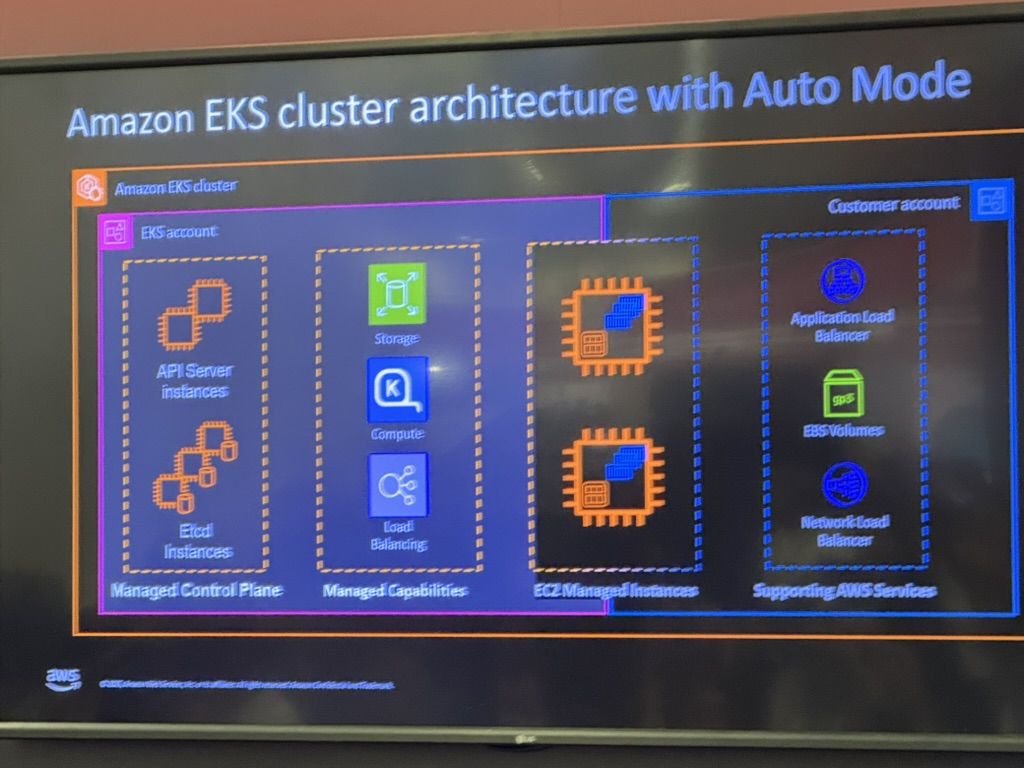 Amazon EKS cluster architecture with Auto Mode
Amazon EKS cluster
EKS account
Customer account
API Server
instances
Etcd
Instances
Managed Control Plane
Storage
K
Compute
Load
Balancing
Managed Capabilities
EC2 Managed Instances
Application Load
Balancer
gp3
EBS Volumes
Network Load
Balancer
Supporting AWS Services
aws